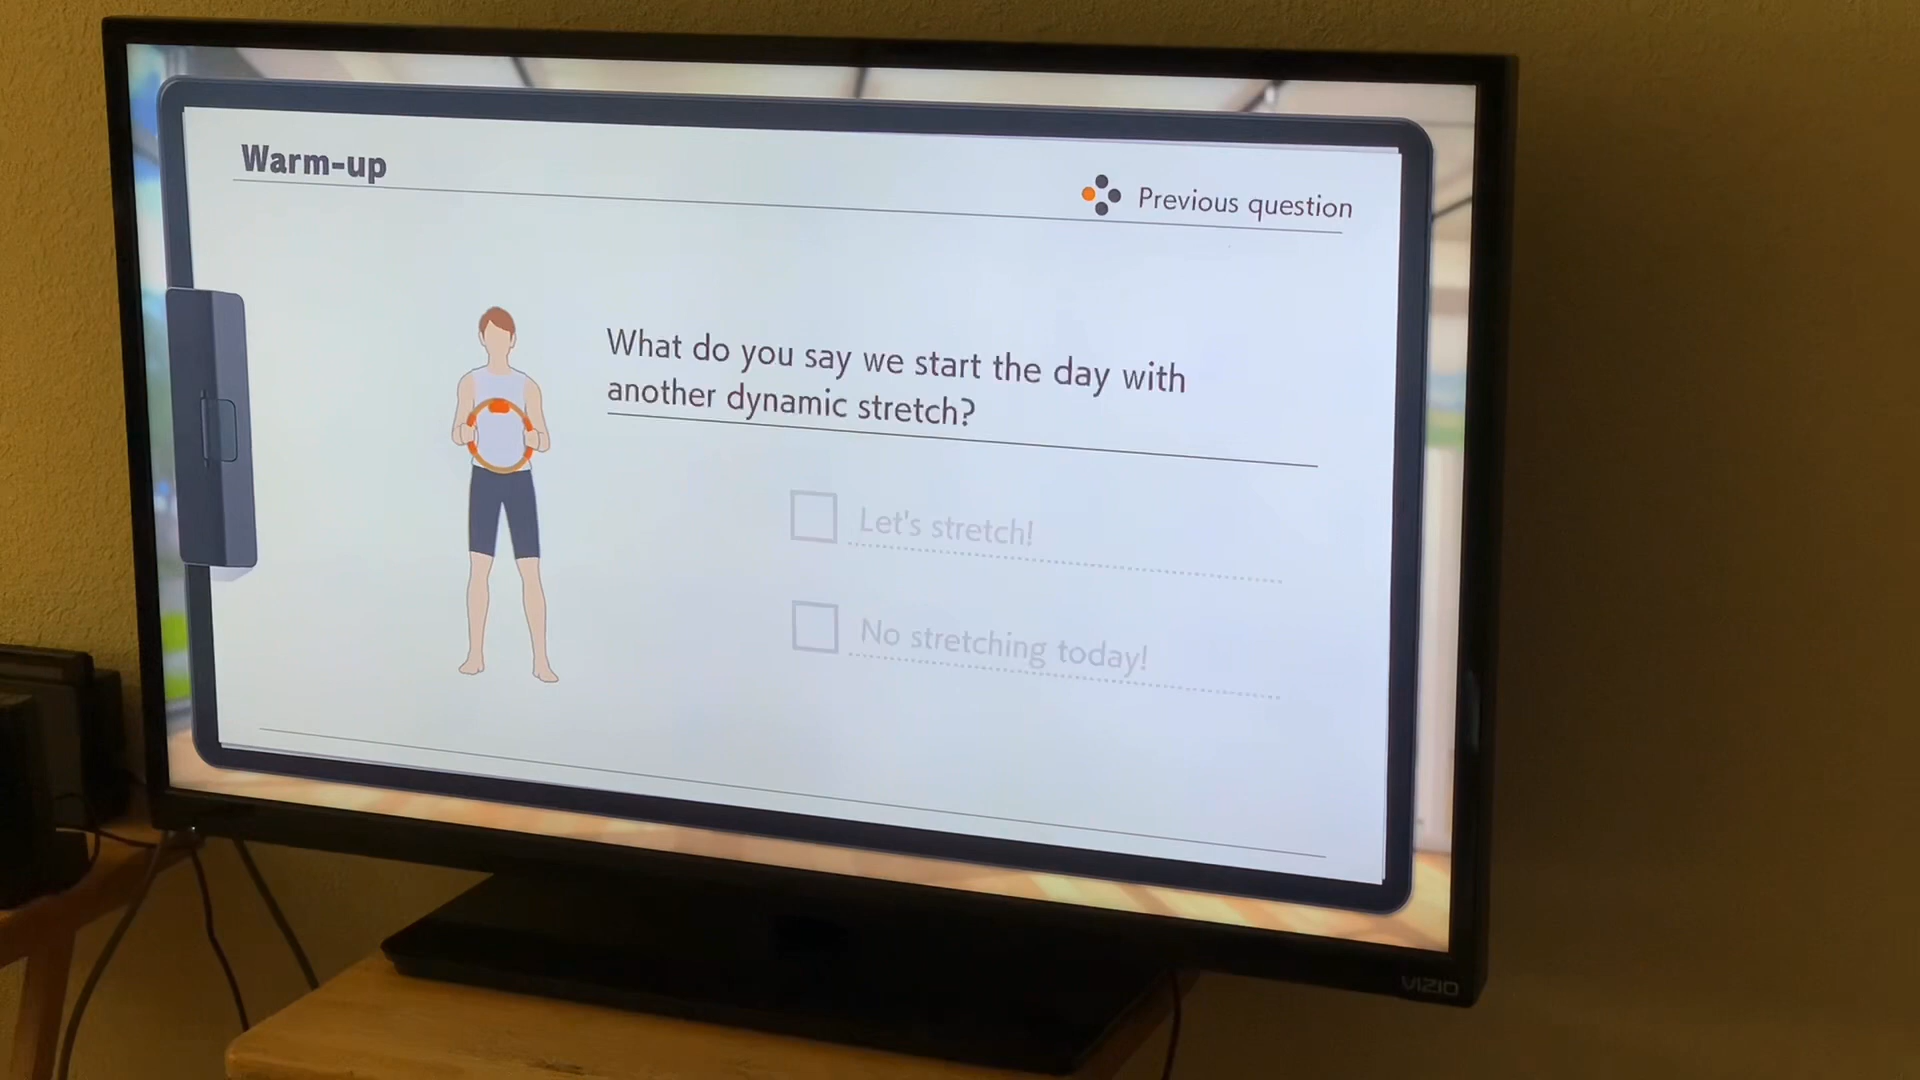 Warm-up
Previous question
What do you say we start the day with
another dynamic stretch?
Let's stretch!
No stretching today!
VIZIO